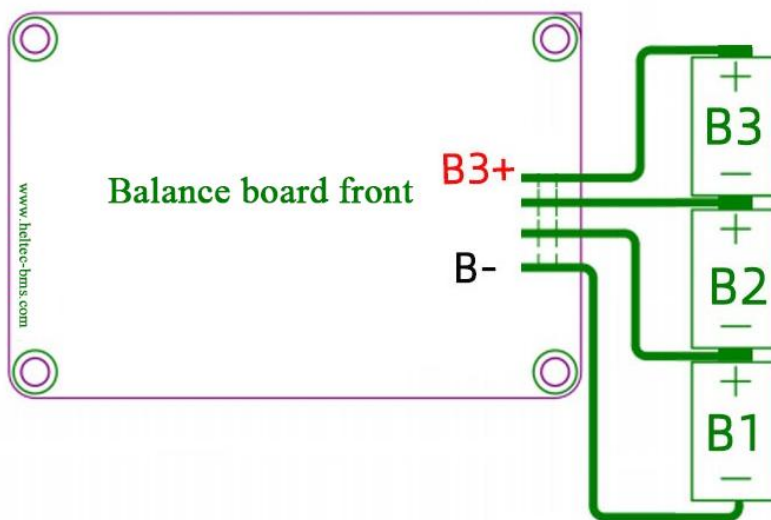 B3+
Balance board front
B-
www.heltec-bms.com
+
B3
−
+
B2
−
+
B1
−